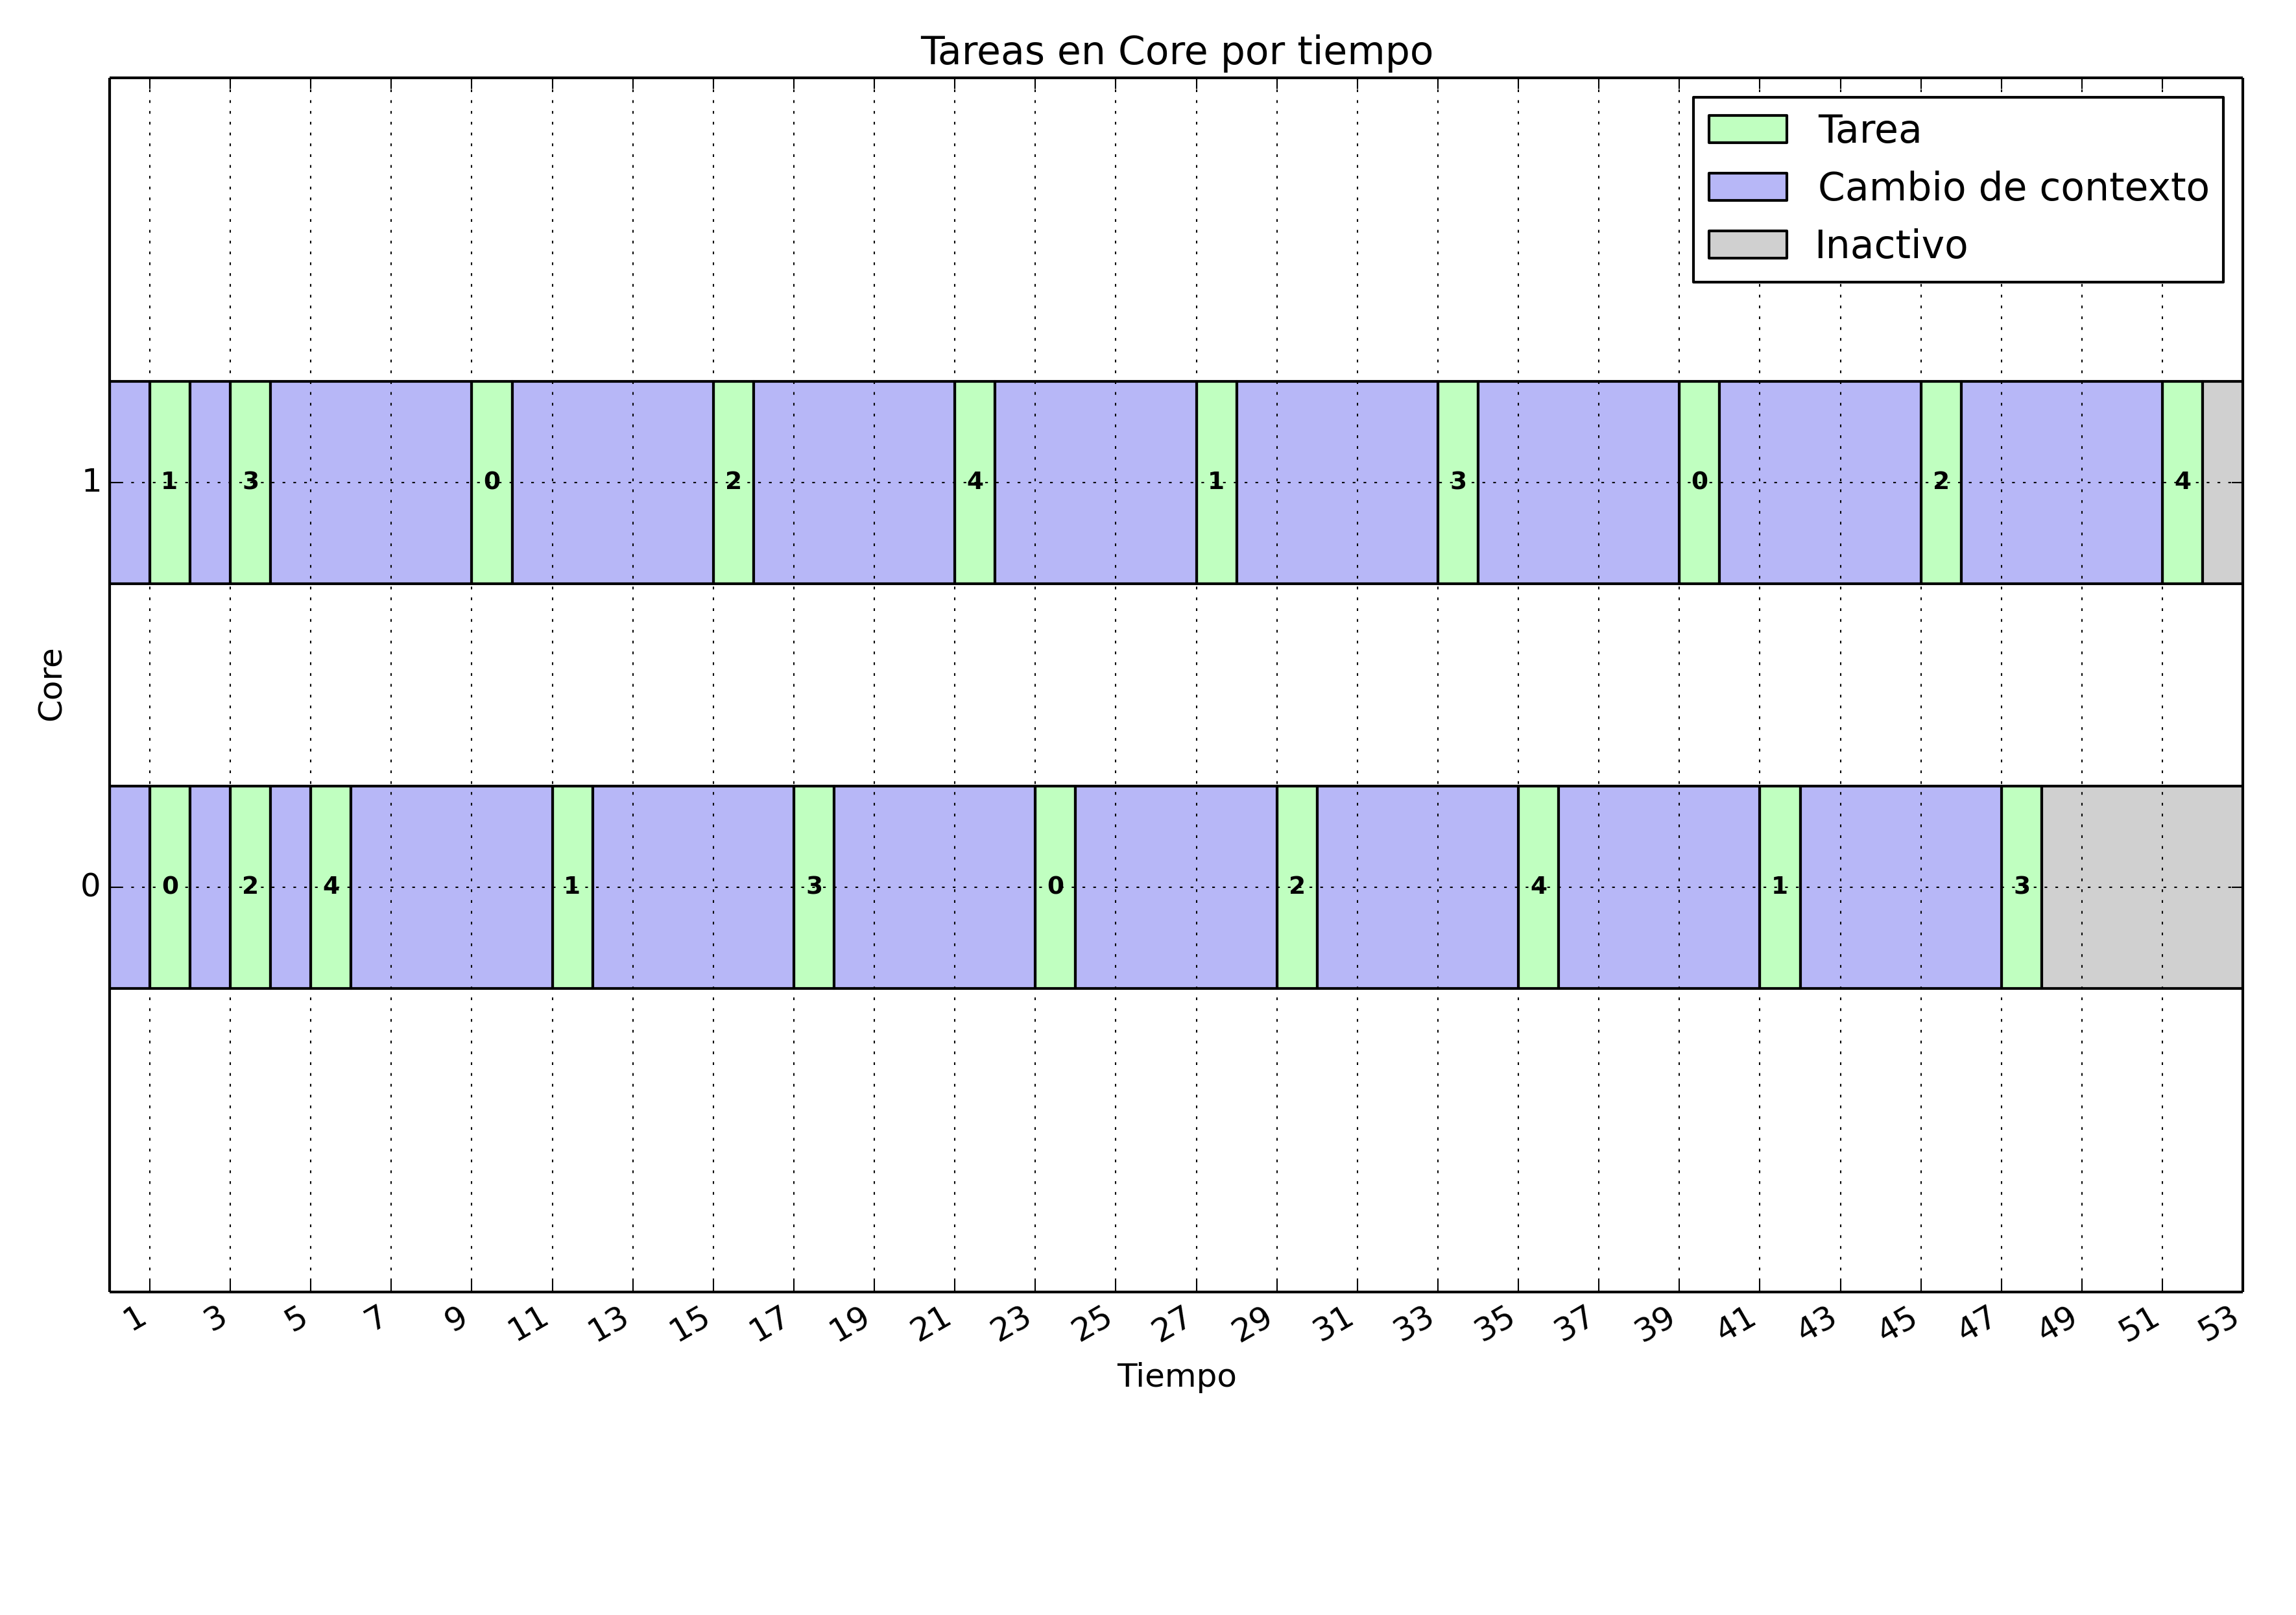 Tareas en Core por tiempo
Tarea
Cambio de contexto
Inactivo
1
1 3 0 2 4 1 3 0 2 4
Core
0
0 2 4 1 3 0 2 4 1 3
1 3 5 7 9 11 13 15 17 19 21 23 25 27 29 31 33 35 37 39 41 43 45 47 49 51 53
Tiempo